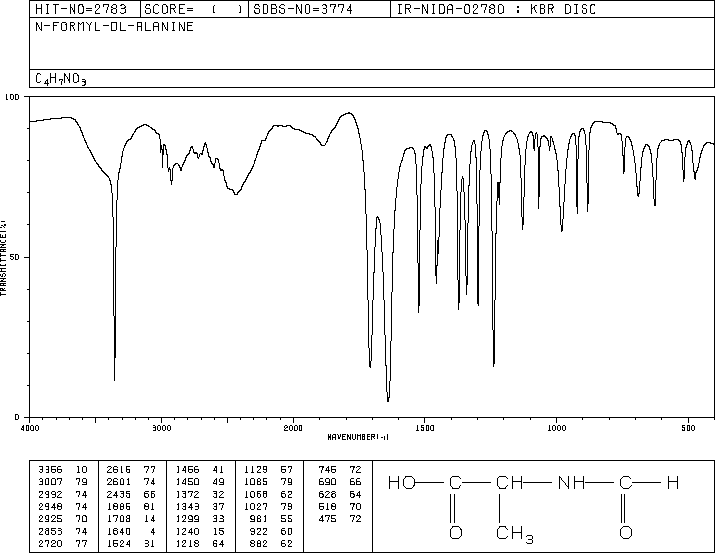 HIT-NO=2783 SCORE= ( ) SDBS-NO=3774 IR-NIDA-02780 : KBR DISC
N-FORMYL-DL-ALANINE
C4H7NO3
TRANSMITTANCE(%)
100
50
0
4000 3000 2000 1500 1000 500
WAVENUMBER(-1)
3356 10 2616 77 1466 41 1129 57 745 72
3007 79 2601 74 1450 49 1085 79 690 66
2992 74 2435 66 1372 32 1068 62 626 64
2948 74 1886 81 1343 37 1027 79 518 70
2925 70 1708 14 1299 33 981 55 475 72
2853 74 1640 4 1240 15 922 60
2720 77 1524 31 1218 64 882 62
HO C CH NH C H
O CH3 O